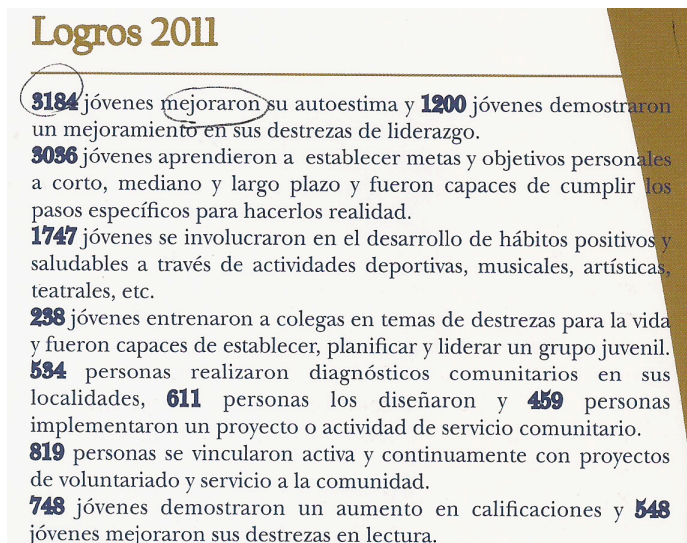 Logros 2011
3184 jóvenes mejoraron su autoestima y 1200 jóvenes demostraron
un mejoramiento en sus destrezas de liderazgo.
3036 jóvenes aprendieron a establecer metas y objetivos personales
a corto, mediano y largo plazo y fueron capaces de cumplir los
pasos específicos para hacerlos realidad.
1747 jóvenes se involucraron en el desarrollo de hábitos positivos y
saludables a través de actividades deportivas, musicales, artísticas,
teatrales, etc.
238 jóvenes entrenaron a colegas en temas de destrezas para la vida
y fueron capaces de establecer, planificar y liderar un grupo juvenil.
534 personas realizaron diagnósticos comunitarios en sus
localidades, 611 personas los diseñaron y 459 personas
implementaron un proyecto o actividad de servicio comunitario.
819 personas se vincularon activa y continuamente con proyectos
de voluntariado y servicio a la comunidad.
748 jóvenes demostraron un aumento en calificaciones y 548
jóvenes mejoraron sus destrezas en lectura.